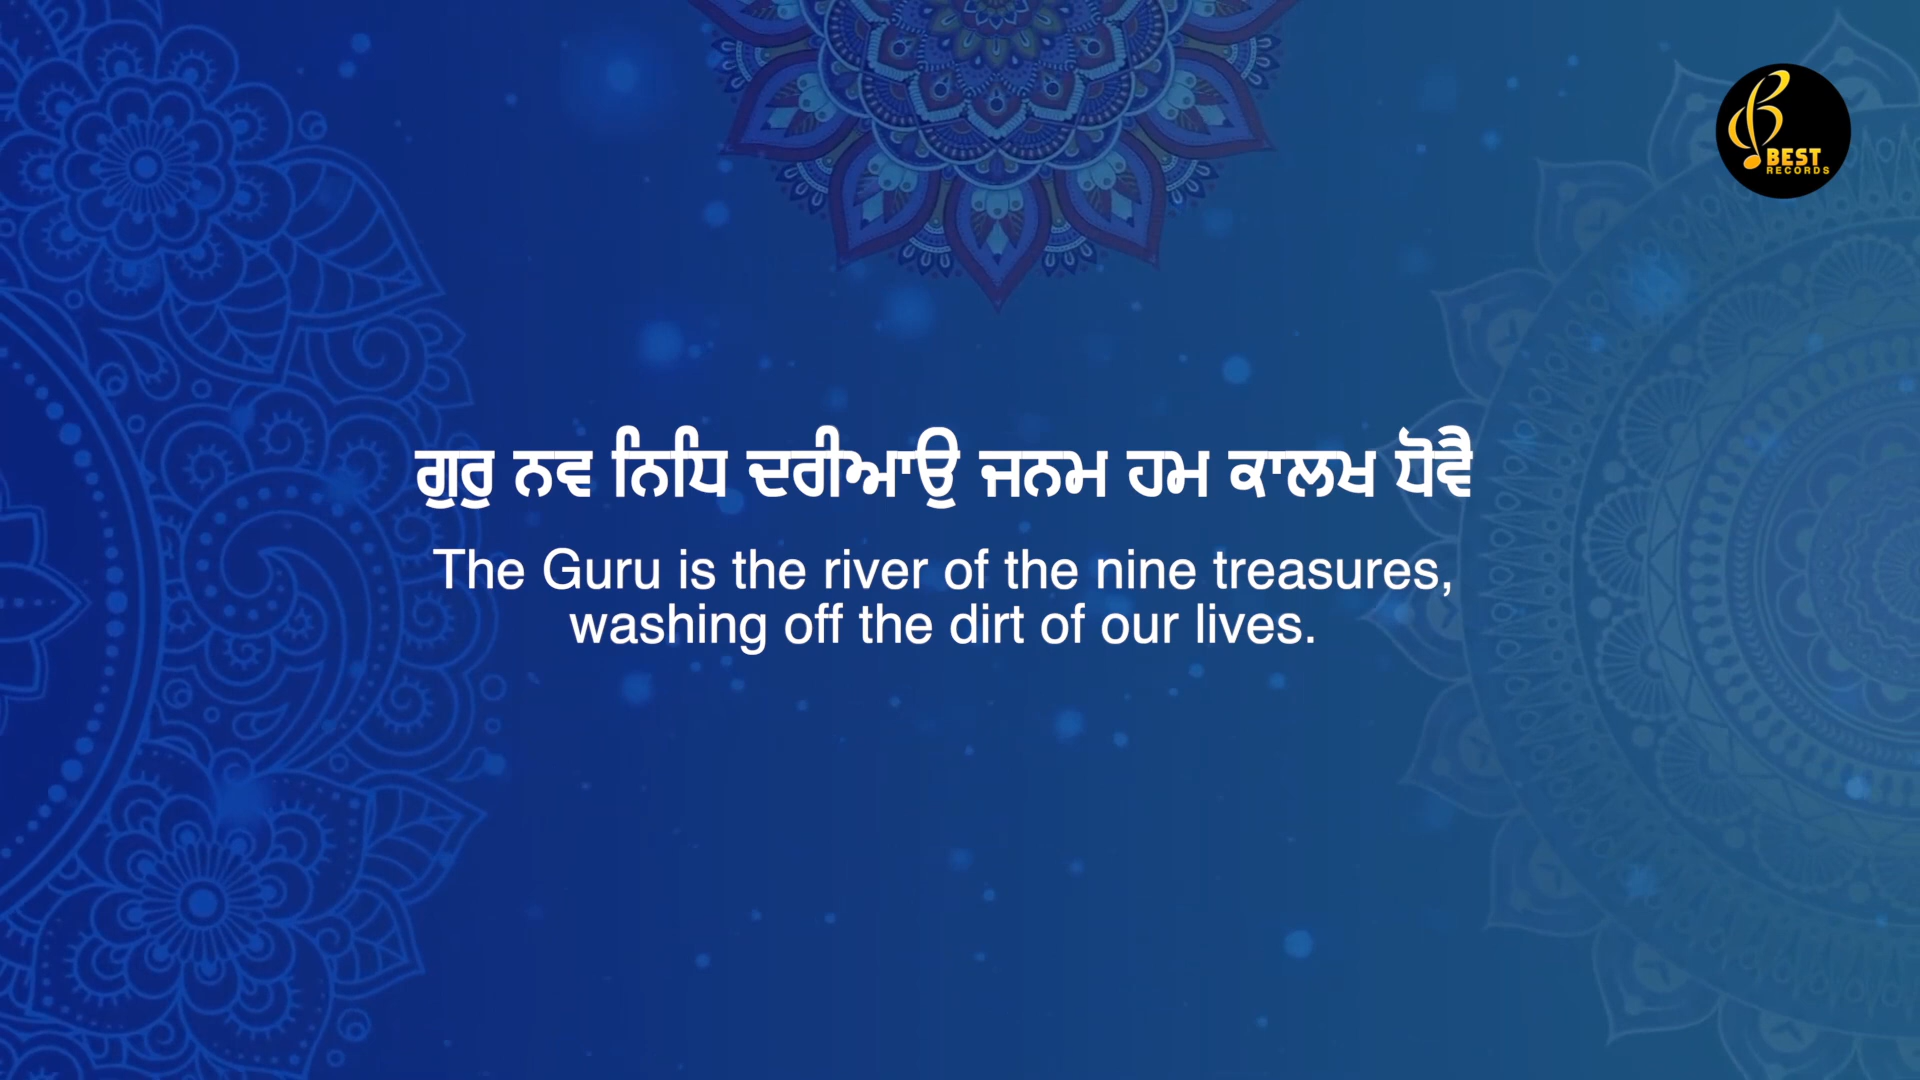 BEST
RECORDS
ਗੁਰੁ ਨਵ ਨਿਧਿ ਦਰੀਆਉ ਜਨਮ ਹਮ ਕਾਲਖ ਧੋਵੈ
The Guru is the river of the nine treasures,
washing off the dirt of our lives.